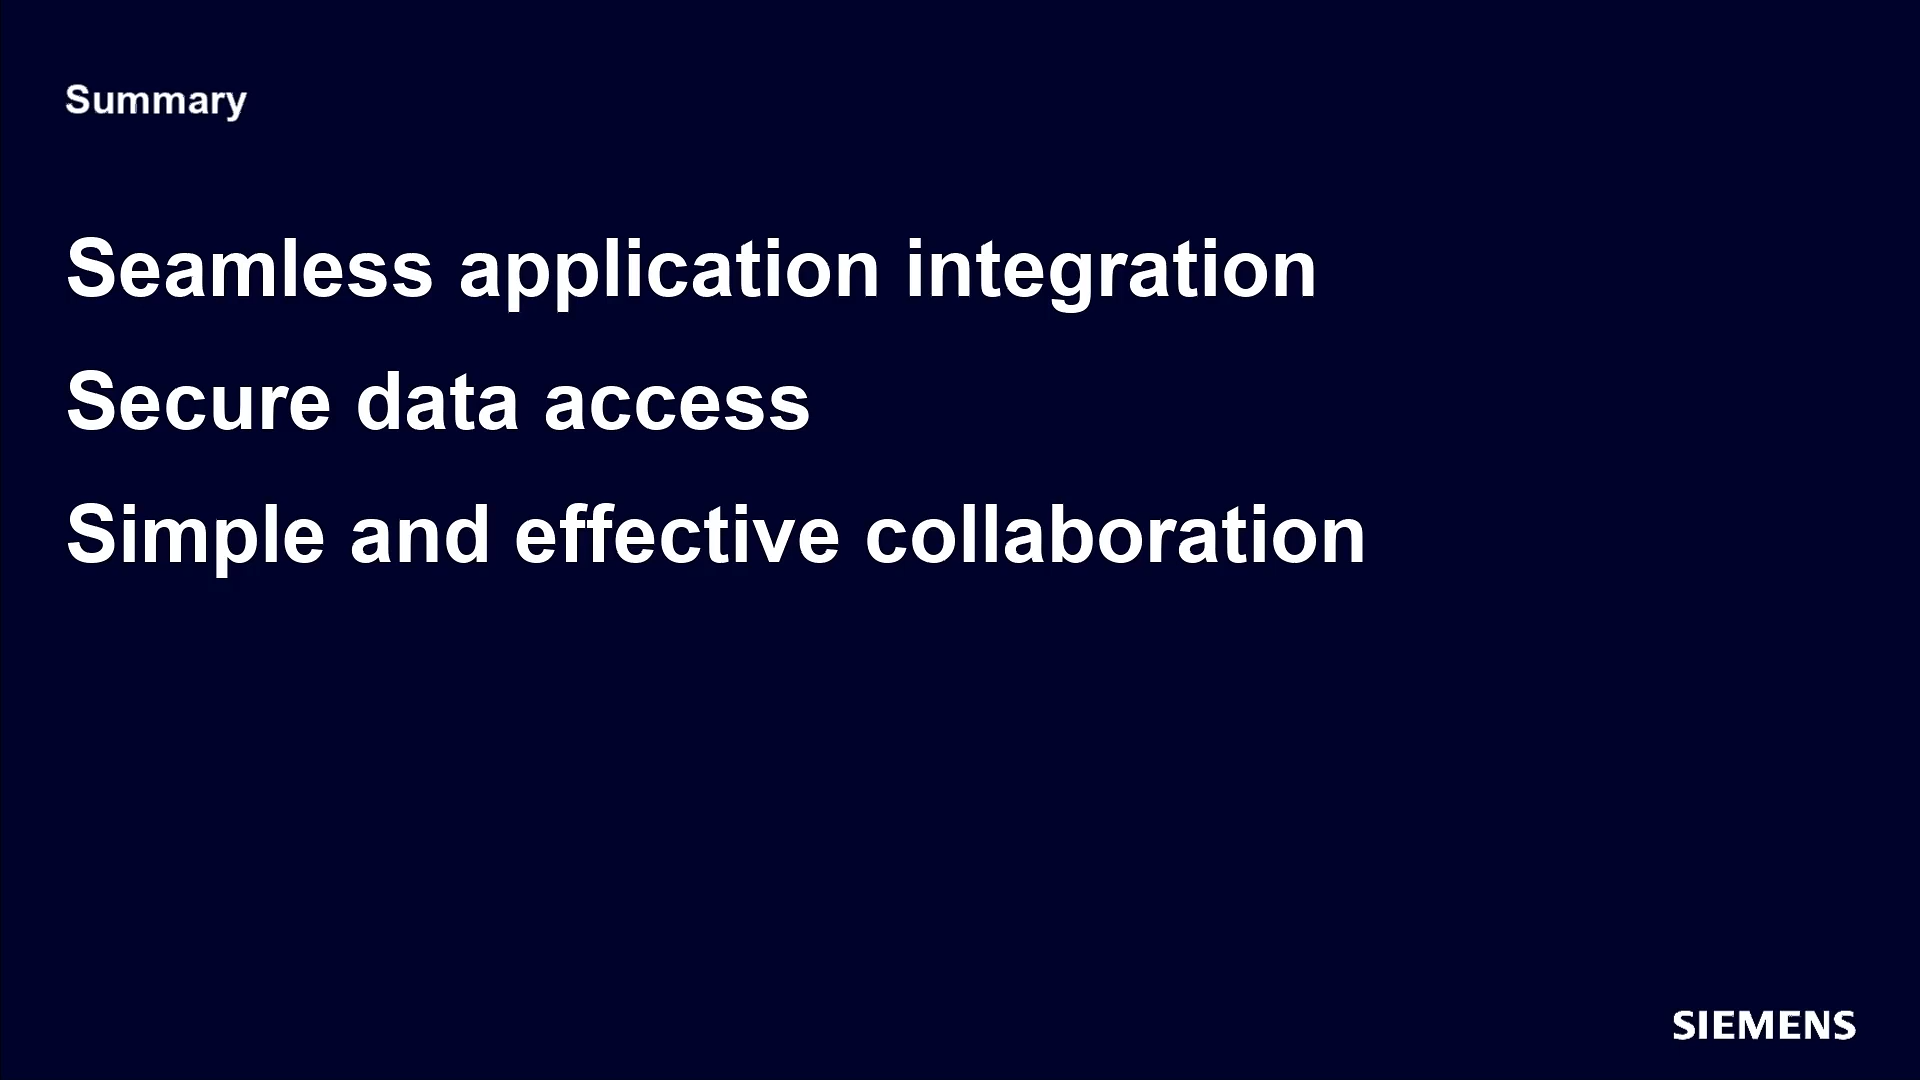 Summary
Seamless application integration
Secure data access
Simple and effective collaboration
SIEMENS